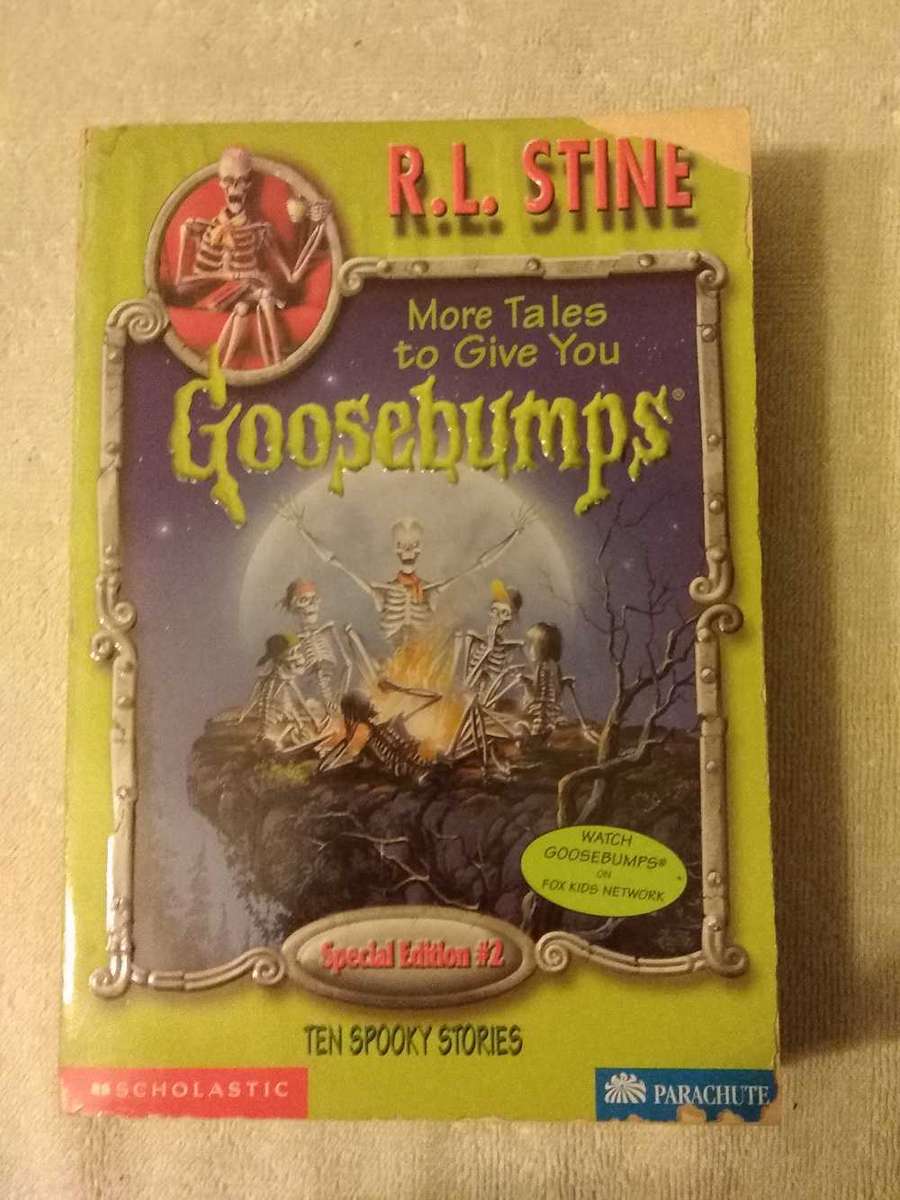 R.L. STINE
More Tales
to Give You
Goosebumps®
WATCH
GOOSEBUMPS®
ON
FOX KIDS NETWORK
Special Edition #2
TEN SPOOKY STORIES
SCHOLASTIC
PARACHUTE